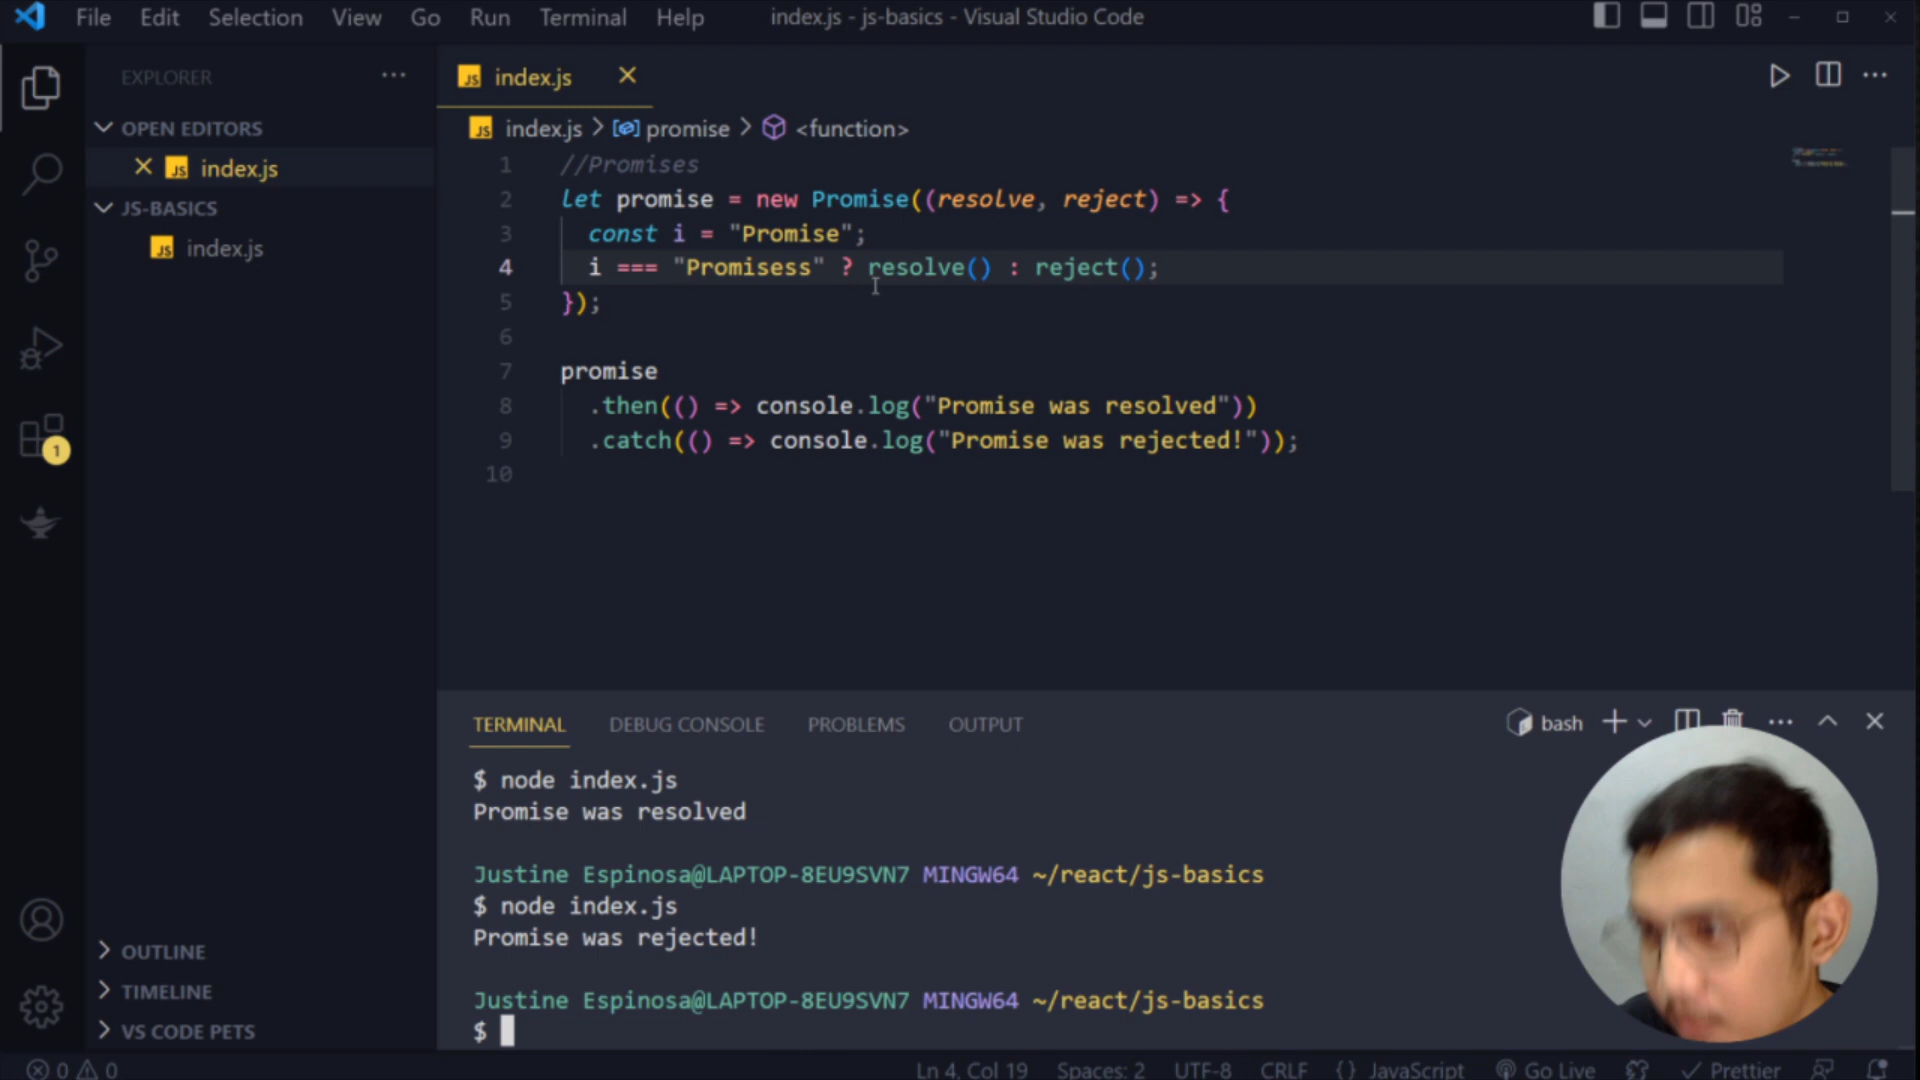 File Edit Selection View Go Run Terminal Help index.js - js-basics - Visual Studio Code
EXPLORER
OPEN EDITORS
JS index.js
JS-BASICS
JS index.js
OUTLINE
TIMELINE
VS CODE PETS
1
JS index.js
JS index.js > promise > <function>
1 //Promises
2 let promise = new Promise((resolve, reject) => {
3 const i = "Promise";
4 i === "Promisess" ? resolve() : reject();
5 });
6
7 promise
8 .then(() => console.log("Promise was resolved"))
9 .catch(() => console.log("Promise was rejected!"));
10
TERMINAL DEBUG CONSOLE PROBLEMS OUTPUT bash
$ node index.js
Promise was resolved
Justine Espinosa@LAPTOP-8EU9SVN7 MINGW64 ~/react/js-basics
$ node index.js
Promise was rejected!
Justine Espinosa@LAPTOP-8EU9SVN7 MINGW64 ~/react/js-basics
$
0 0 Ln 4, Col 19 Spaces: 2 UTF-8 CRLF {} JavaScript Go Live Prettier